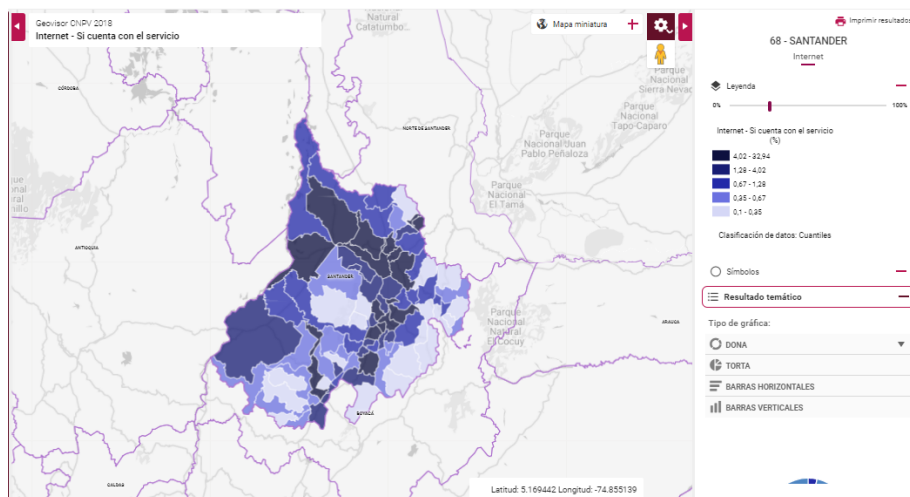 Geovisor CNPV 2018
Internet - Si cuenta con el servicio
Mapa miniatura
Imprimir resultados
68 - SANTANDER
Internet
Leyenda
0%
100%
Internet - Si cuenta con el servicio
(%)
4,02 - 32,94
1,28 - 4,02
0,67 - 1,28
0,35 - 0,67
0,1 - 0,35
Clasificación de datos: Cuantiles
Símbolos
Resultado temático
Tipo de gráfica:
DONA
TORTA
BARRAS HORIZONTALES
BARRAS VERTICALES
Natural
Catatumbo...
Parque
Nacional
Sierra Nevad
Parque
Nacional
Tapo-Caparo
Parque
Nacional Juan
Pablo Peñaloza
Parque
Nacional
El Tamá
Parque
Nacional
Natural
El Cocuy
CÓRDOBA
NORTE DE SANTANDER
ANTIOQUIA
SANTANDER
ARAUCA
BOYACÁ
CALDAS
Latitud: 5.169442 Longitud: -74.855139